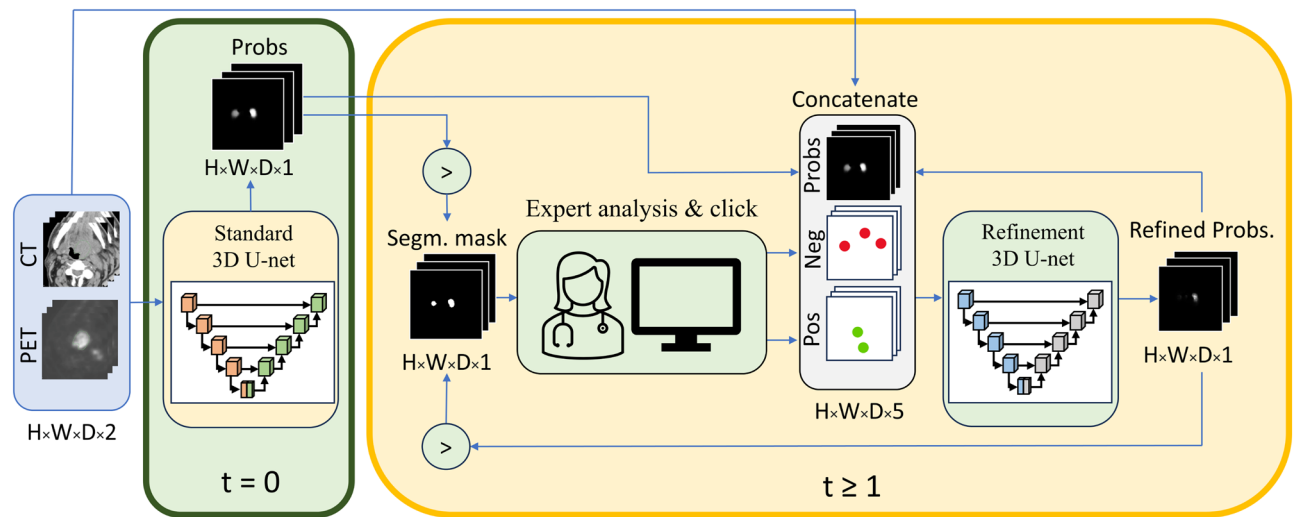 CT
PET
H×W×D×2
Probs
H×W×D×1
Standard
3D U-net
t = 0
>
Segm. mask
H×W×D×1
>
Expert analysis & click
Concatenate
Probs
Neg
Pos
H×W×D×5
Refinement
3D U-net
Refined Probs.
H×W×D×1
t ≥ 1